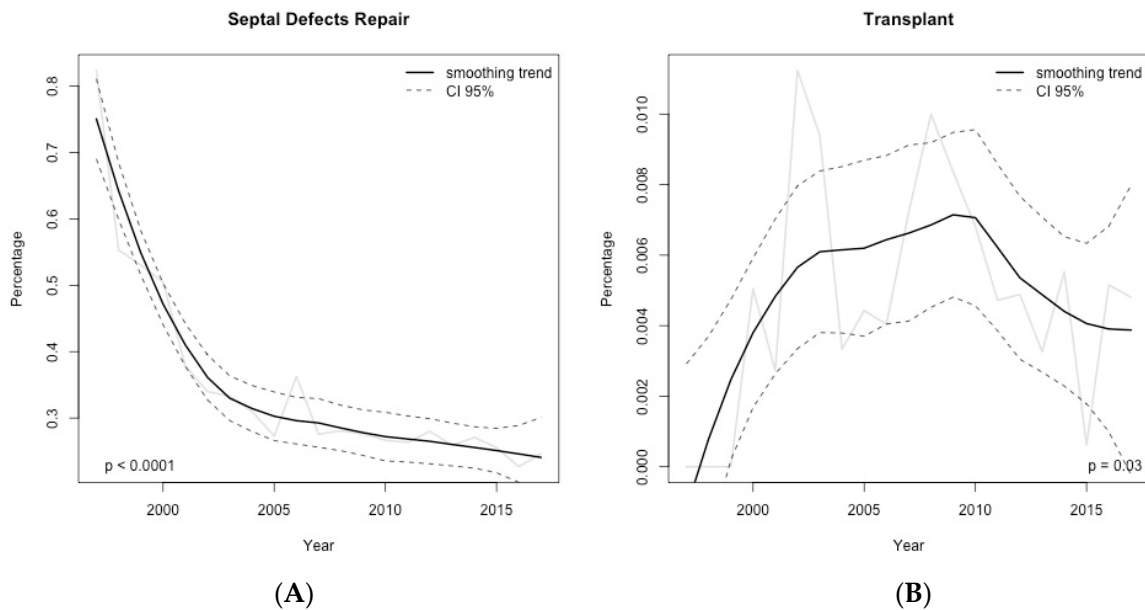 Septal Defects Repair
smoothing trend
CI 95%
Percentage
0.8
0.7
0.6
0.5
0.4
0.3
p < 0.0001
2000 2005 2010 2015
Year
(A)
Transplant
smoothing trend
CI 95%
Percentage
0.010
0.008
0.006
0.004
0.002
0.000
p = 0.03
2000 2005 2010 2015
Year
(B)